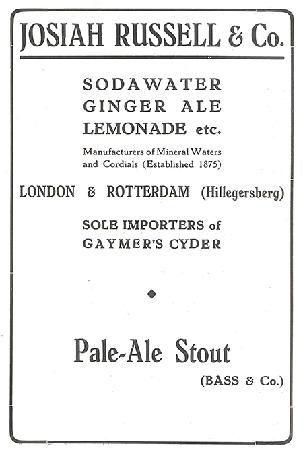 JOSIAH RUSSELL & Co.
SODAWATER
GINGER ALE
LEMONADE etc.
Manufacturers of Mineral Waters
and Cordials (Established 1875)
LONDON & ROTTERDAM (Hillegersberg)
SOLE IMPORTERS of
GAYMER'S CYDER
Pale-Ale Stout
(BASS & Co.)